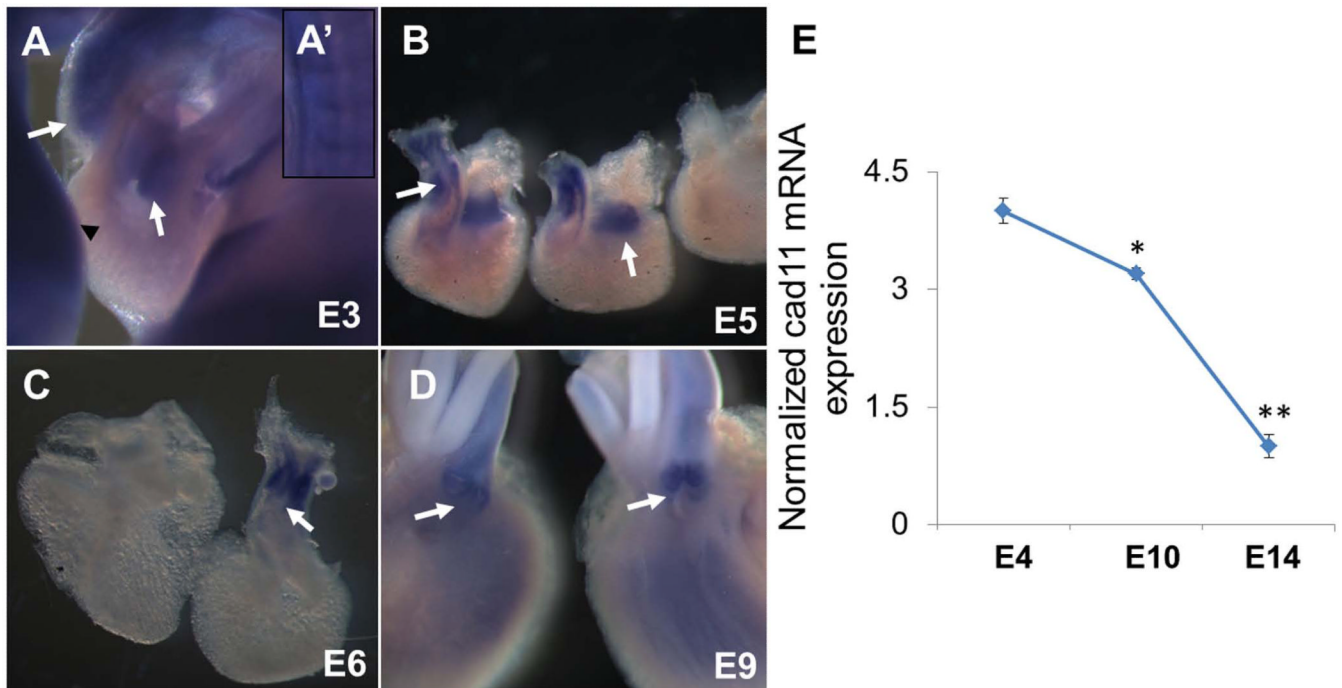 A
A’
E3
B
E5
C
E6
D
E9
E
Normalized cad11 mRNA
expression
4.5
3
1.5
0
*
**
E4
E10
E14